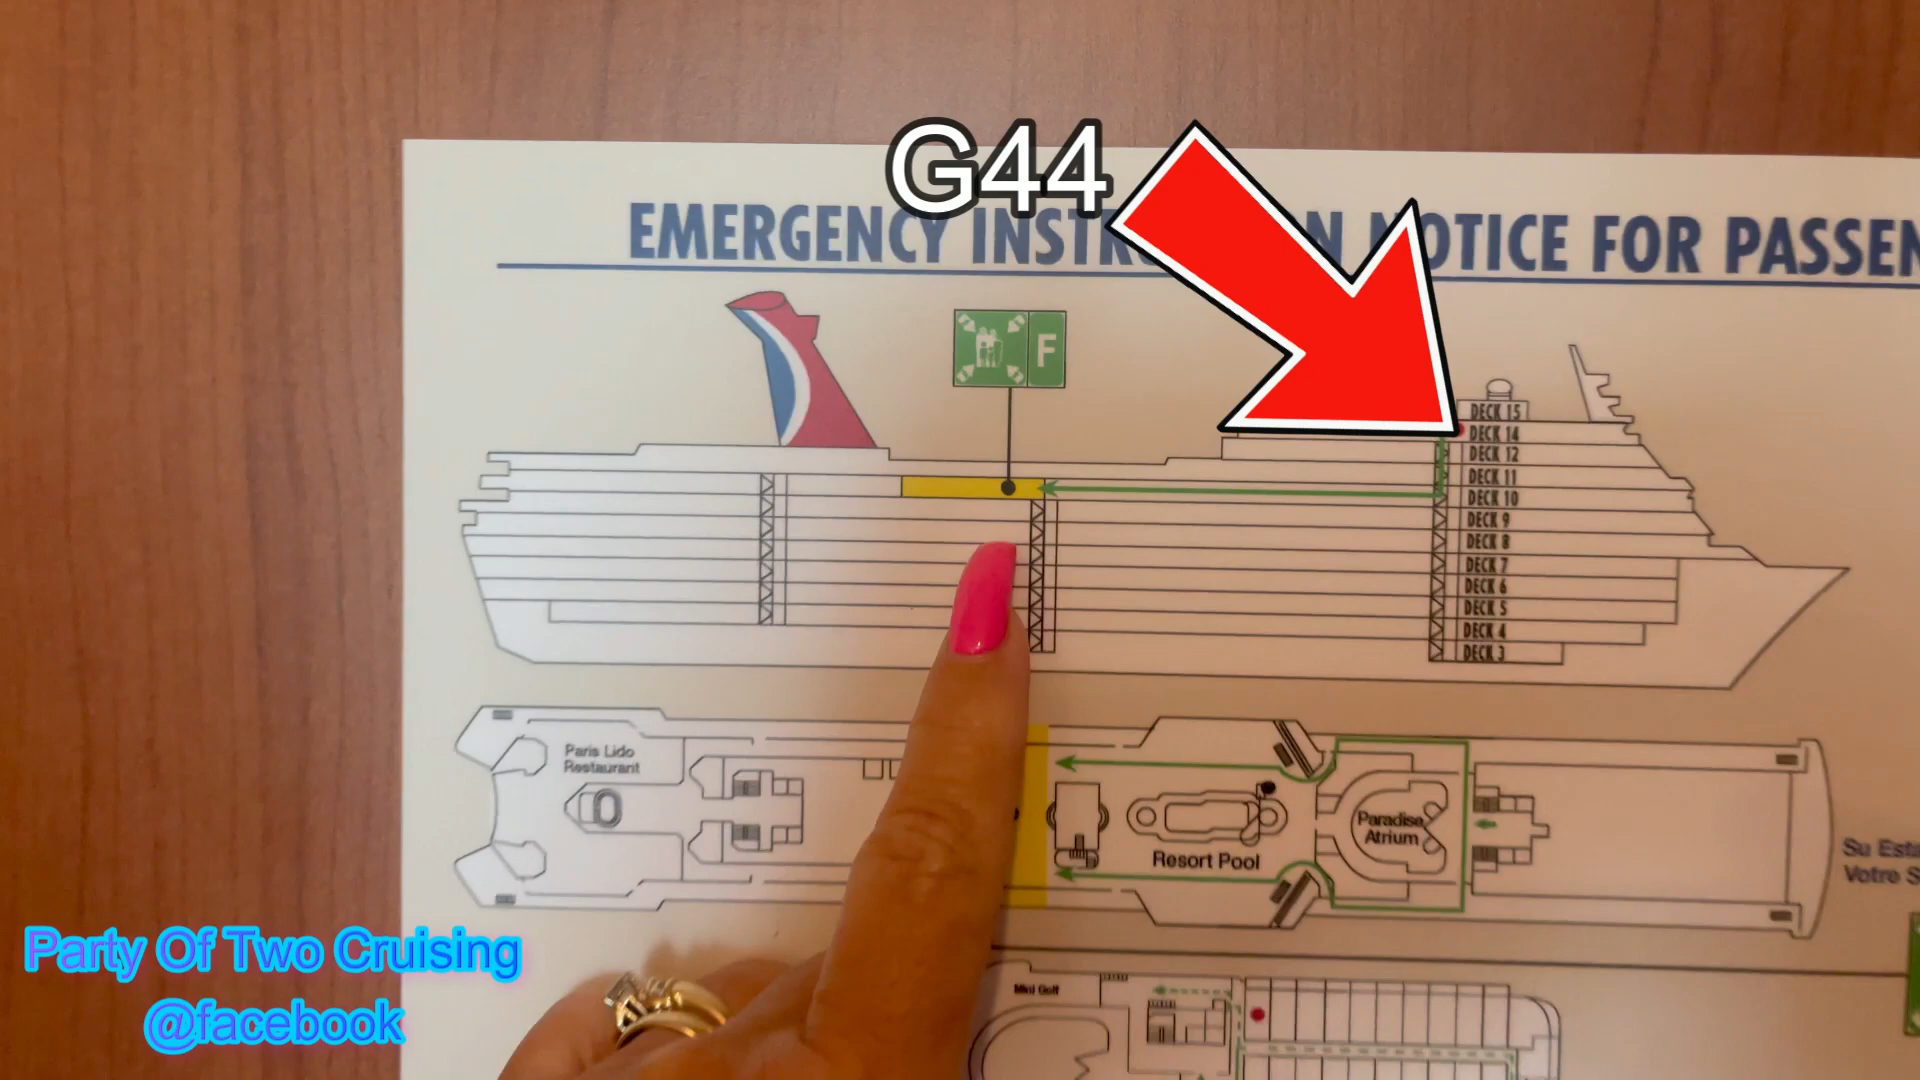 G44
EMERGENCY INSTR N NOTICE FOR PASSEN
F
DECK 15
DECK 14
DECK 12
DECK 11
DECK 10
DECK 9
DECK 8
DECK 7
DECK 6
DECK 5
DECK 4
DECK 3
Paris Lido
Restaurant
Paradise
Atrium
Resort Pool
Su Esta
Votre S
Party Of Two Cruising
@facebook
Mini Golf